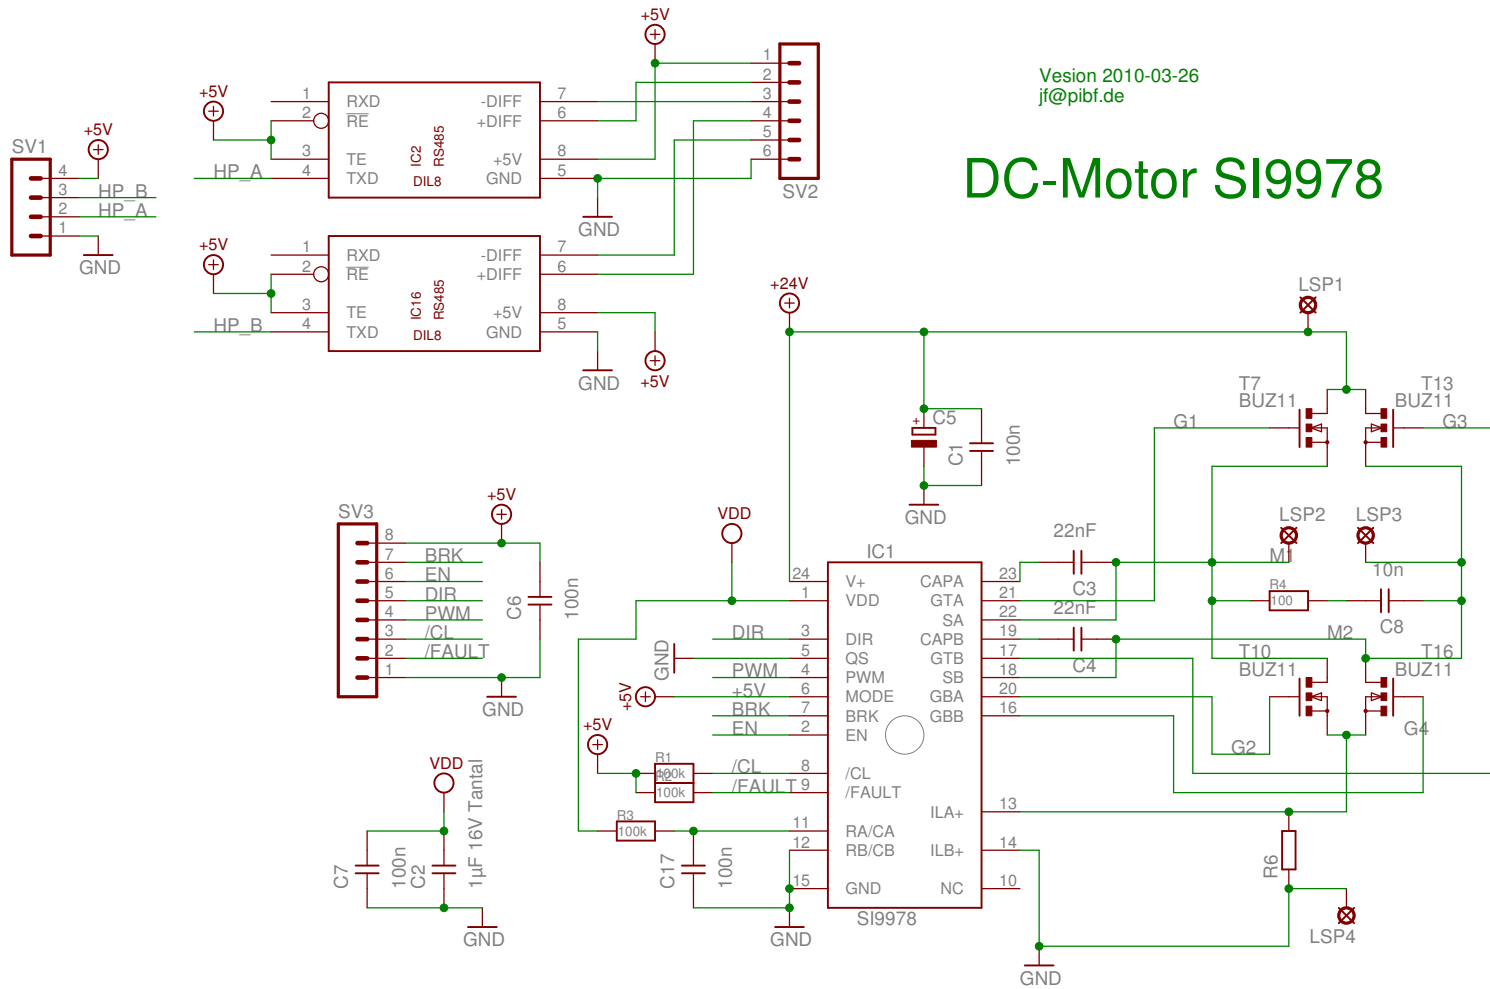 Vesion 2010-03-26
jf@pibf.de
DC-Motor SI9978
SV1
+5V
4
3 HP_B
2 HP_A
1
GND
+5V
HP_A
1 RXD
2 RE
3 TE
4 TXD
IC2
RS485
DIL8
-DIFF 7
+DIFF 6
+5V 8
GND 5
+5V
GND
1
2
3
4
5
6
SV2
+5V
HP_B
1 RXD
2 RE
3 TE
4 TXD
IC16
RS485
DIL8
-DIFF 7
+DIFF 6
+5V 8
GND 5
GND
+5V
+24V
LSP1
C5
+
C1
100n
GND
T7
BUZ11
T13
BUZ11
G1
G3
SV3
+5V
8
7 BRK
6 EN
5 DIR
4 PWM
3 /CL
2 /FAULT
1
C6
100n
GND
VDD
IC1
24 V+
1 VDD
DIR 3 DIR
GND 5 QS
PWM 4 PWM
+5V +5V 6 MODE
BRK 7 BRK
EN 2 EN
+5V
R1
100k
/CL 8 /CL
R2
100k
/FAULT 9 /FAULT
R3
100k
11 RA/CA
12 RB/CB
15 GND
C17
100n
GND
CAPA 23
GTA 21
SA 22
CAPB 19
GTB 17
SB 18
GBA 20
GBB 16
ILA+ 13
ILB+ 14
NC 10
SI9978
22nF
C3
22nF
C4
LSP2
LSP3
M1
10n
R4
100
C8
M2
T10
BUZ11
T16
BUZ11
G2
G4
R6
LSP4
GND
VDD
C7
100n
C2
1µF 16V Tantal
GND